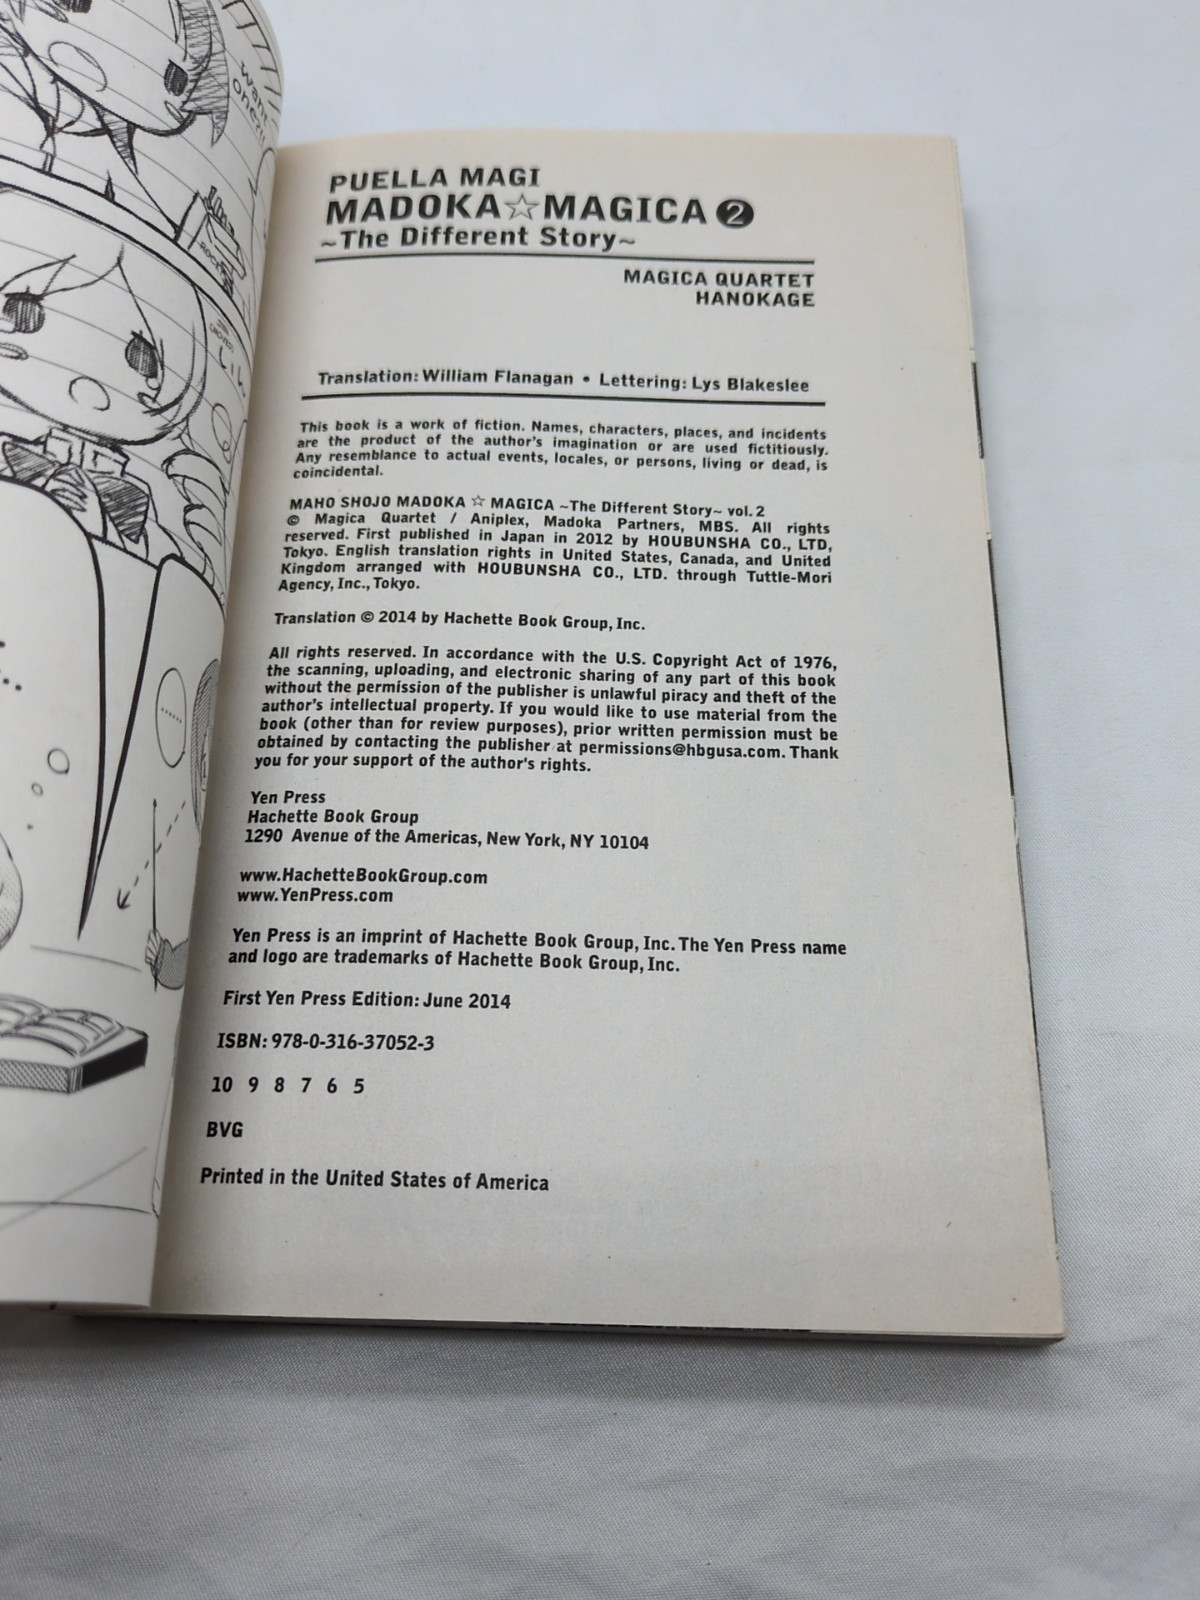 want
one?!
ROCKY
PUELLA MAGI
MADOKA☆MAGICA ②
~The Different Story~
MAGICA QUARTET
HANOKAGE
Translation: William Flanagan • Lettering: Lys Blakeslee
This book is a work of fiction. Names, characters, places, and incidents
are the product of the author's imagination or are used fictitiously.
Any resemblance to actual events, locales, or persons, living or dead, is
coincidental.
MAHO SHOJO MADOKA ☆ MAGICA ~The Different Story~ vol. 2
© Magica Quartet / Aniplex, Madoka Partners, MBS. All rights
reserved. First published in Japan in 2012 by HOUBUNSHA CO., LTD,
Tokyo. English translation rights in United States, Canada, and United
Kingdom arranged with HOUBUNSHA CO., LTD. through Tuttle-Mori
Agency, Inc., Tokyo.
Translation © 2014 by Hachette Book Group, Inc.
All rights reserved. In accordance with the U.S. Copyright Act of 1976,
the scanning, uploading, and electronic sharing of any part of this book
without the permission of the publisher is unlawful piracy and theft of the
author's intellectual property. If you would like to use material from the
book (other than for review purposes), prior written permission must be
obtained by contacting the publisher at permissions@hbgusa.com. Thank
you for your support of the author's rights.
Yen Press
Hachette Book Group
1290 Avenue of the Americas, New York, NY 10104
www.HachetteBookGroup.com
www.YenPress.com
Yen Press is an imprint of Hachette Book Group, Inc. The Yen Press name
and logo are trademarks of Hachette Book Group, Inc.
First Yen Press Edition: June 2014
ISBN: 978-0-316-37052-3
10 9 8 7 6 5
BVG
Printed in the United States of America